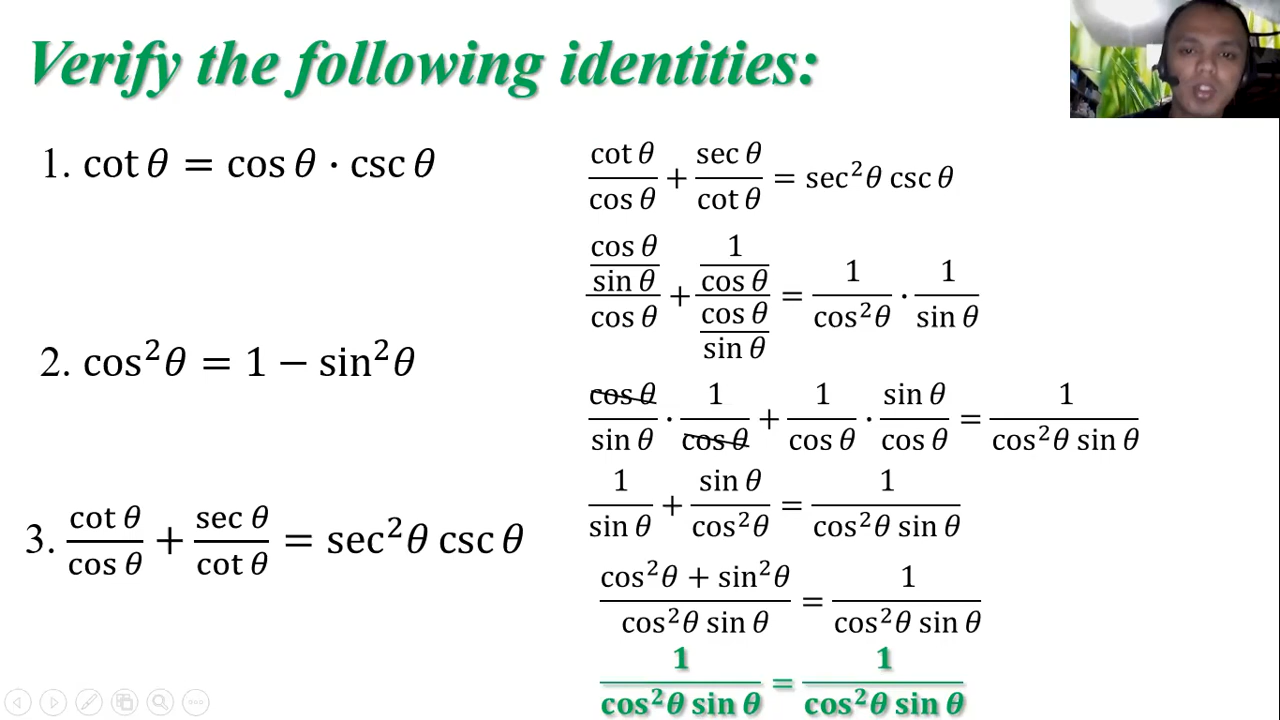 Verify the following identities:
1. cot θ = cos θ · csc θ
2. cos²θ = 1 − sin²θ
3. cot θ / cos θ + sec θ / cot θ = sec²θ csc θ
cot θ / cos θ + sec θ / cot θ = sec²θ csc θ
(cos θ / sin θ) / cos θ + (1 / cos θ) / (cos θ / sin θ) = 1 / cos²θ · 1 / sin θ
cos θ / sin θ · 1 / cos θ + 1 / cos θ · sin θ / cos θ = 1 / cos²θ sin θ
1 / sin θ + sin θ / cos²θ = 1 / cos²θ sin θ
cos²θ + sin²θ / cos²θ sin θ = 1 / cos²θ sin θ
1 / cos²θ sin θ = 1 / cos²θ sin θ